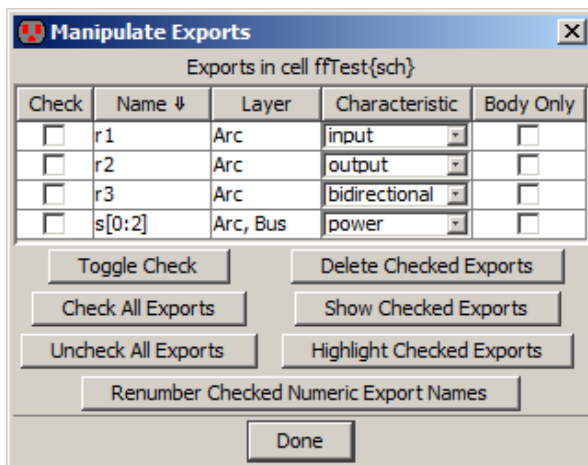 Manipulate Exports
Exports in cell ffTest{sch}
Check Name Layer Characteristic Body Only
r1 Arc input
r2 Arc output
r3 Arc bidirectional
s[0:2] Arc, Bus power
Toggle Check Delete Checked Exports
Check All Exports Show Checked Exports
Uncheck All Exports Highlight Checked Exports
Renumber Checked Numeric Export Names
Done